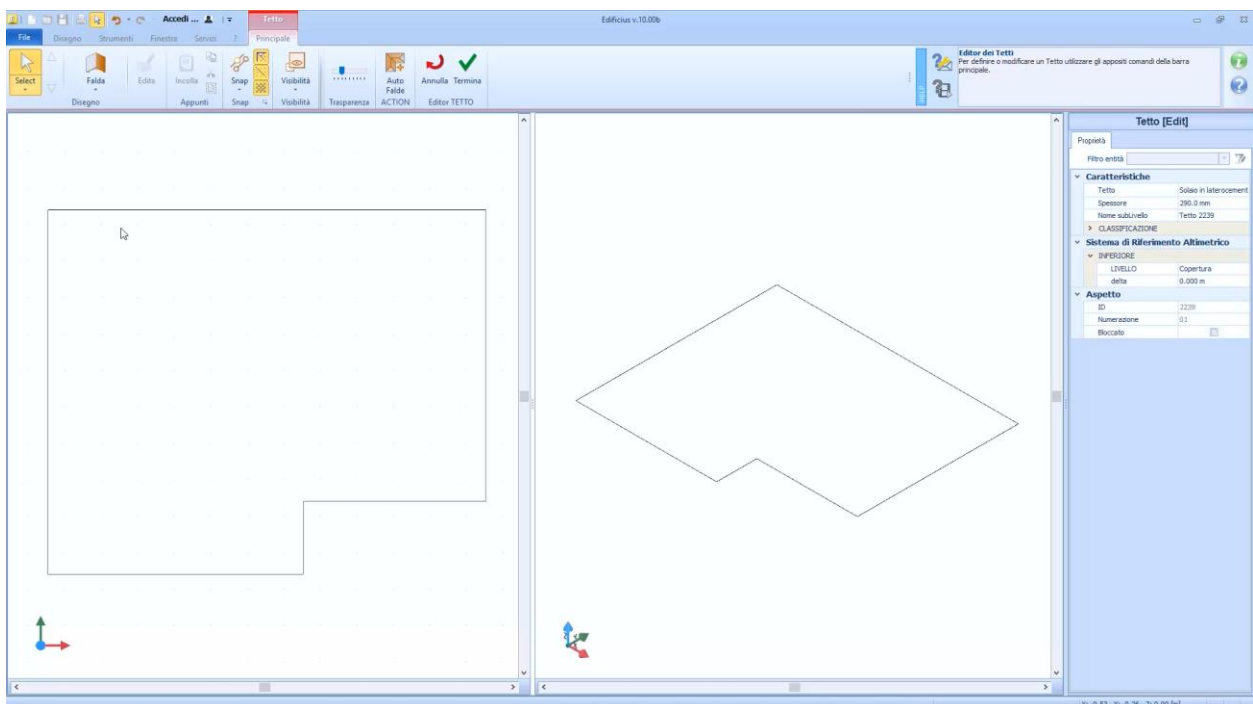 Accedi ...
Tetto
Edificius v.10.00b
File Disegno Strumenti Finestra Servizi ? Principale
Select
Falda
Edita
Incolla
Snap
Visibilità
Auto Falde
Annulla Termina
Disegno
Appunti
Snap
Visibilità
Trasparenza
ACTION
Editor TETTO
HELP
Editor dei Tetti
Per definire o modificare un Tetto utilizzare gli appositi comandi della barra
principale.
Tetto [Edit]
Proprietà
Filtro entità
Caratteristiche
Tetto Solaio in laterocement
Spessore 290.0 mm
Nome subLivello Tetto 2239
CLASSIFICAZIONE
Sistema di Riferimento Altimetrico
INFERIORE
LIVELLO Copertura
delta 0.000 m
Aspetto
ID 2239
Numerazione 01
Bloccato